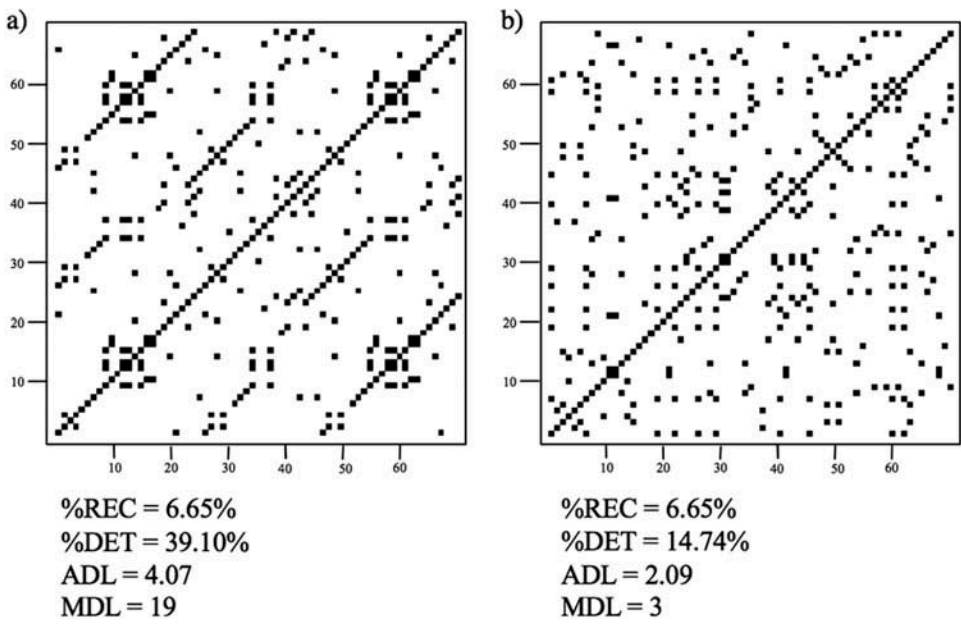 a)
60
50
40
30
20
10
10 20 30 40 50 60
%REC = 6.65%
%DET = 39.10%
ADL = 4.07
MDL = 19
b)
60
50
40
30
20
10
10 20 30 40 50 60
%REC = 6.65%
%DET = 14.74%
ADL = 2.09
MDL = 3